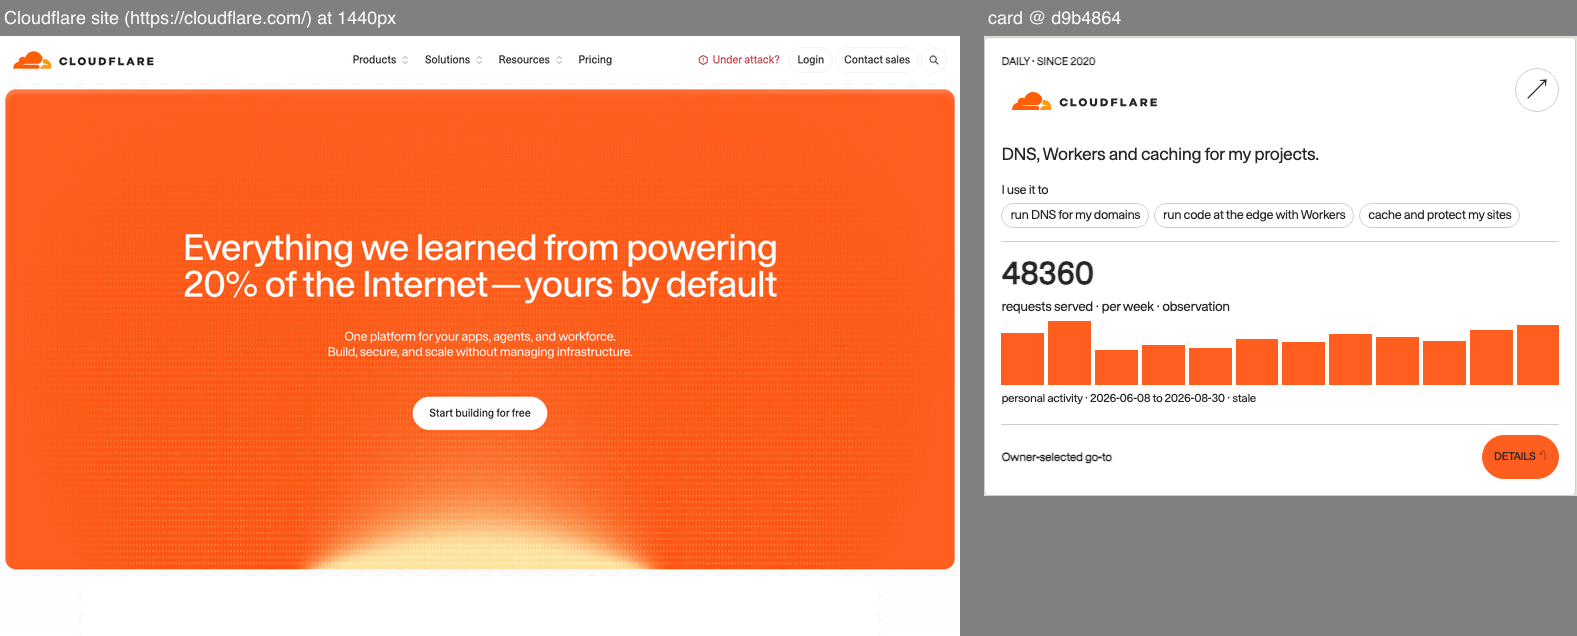 Cloudflare site (https://cloudflare.com/) at 1440px
CLOUDFLARE
Products
Solutions
Resources
Pricing
Under attack?
Login
Contact sales
Everything we learned from powering
20% of the Internet—yours by default
One platform for your apps, agents, and workforce.
Build, secure, and scale without managing infrastructure.
Start building for free
card @ d9b4864
DAILY · SINCE 2020
CLOUDFLARE
DNS, Workers and caching for my projects.
I use it to
run DNS for my domains
run code at the edge with Workers
cache and protect my sites
48360
requests served · per week · observation
personal activity · 2026-06-08 to 2026-08-30 · stale
Owner-selected go-to
DETAILS